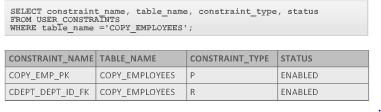 SELECT constraint_name, table_name, constraint_type, status
FROM USER_CONSTRAINTS
WHERE table_name ='COPY_EMPLOYEES';
CONSTRAINT_NAME TABLE_NAME CONSTRAINT_TYPE STATUS
COPY_EMP_PK COPY_EMPLOYEES P ENABLED
CDEPT_DEPT_ID_FK COPY_EMPLOYEES R ENABLED